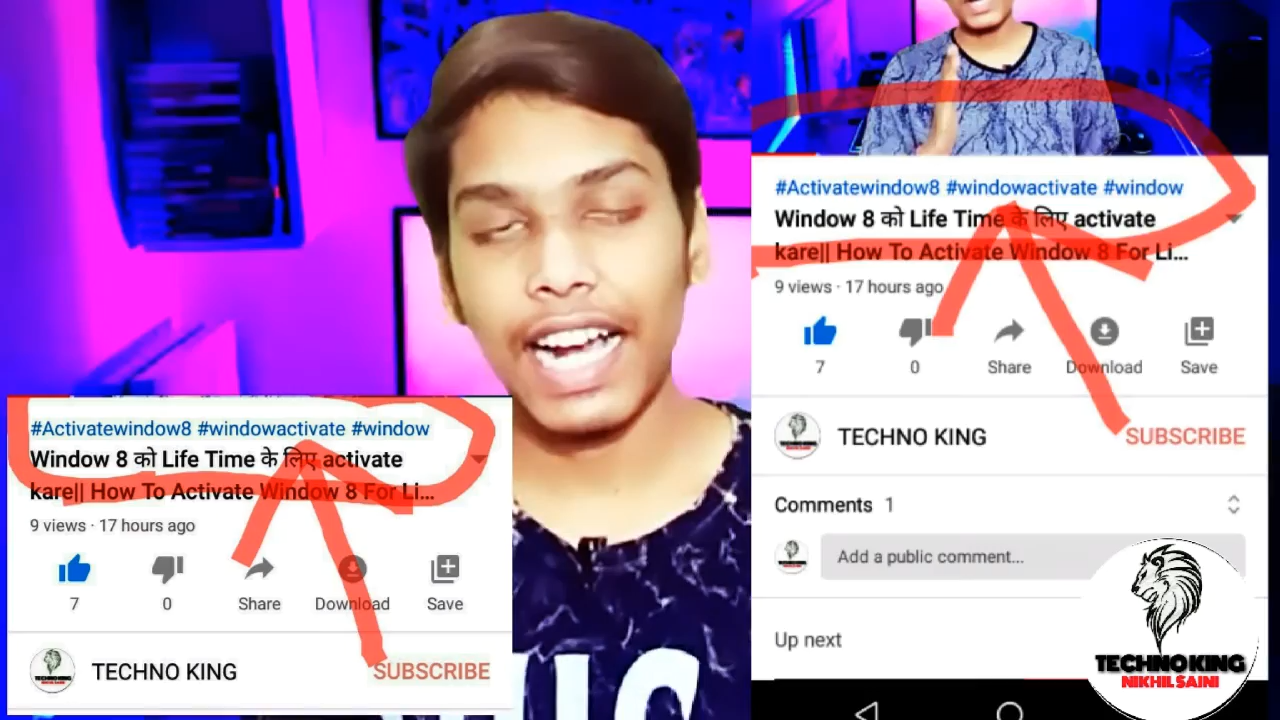 #Activatewindow8 #windowactivate #window
Window 8 को Life Time के लिए activate
kare|| How To Activate Window 8 For Li...
9 views · 17 hours ago
7
0
Share
Download
Save
TECHNO KING
SUBSCRIBE
#Activatewindow8 #windowactivate #window
Window 8 को Life Time के लिए activate
kare|| How To Activate Window 8 For Li...
9 views · 17 hours ago
7
0
Share
Download
Save
TECHNO KING
SUBSCRIBE
Comments 1
Add a public comment...
Up next
TECHNO KING
NIKHIL SAINI